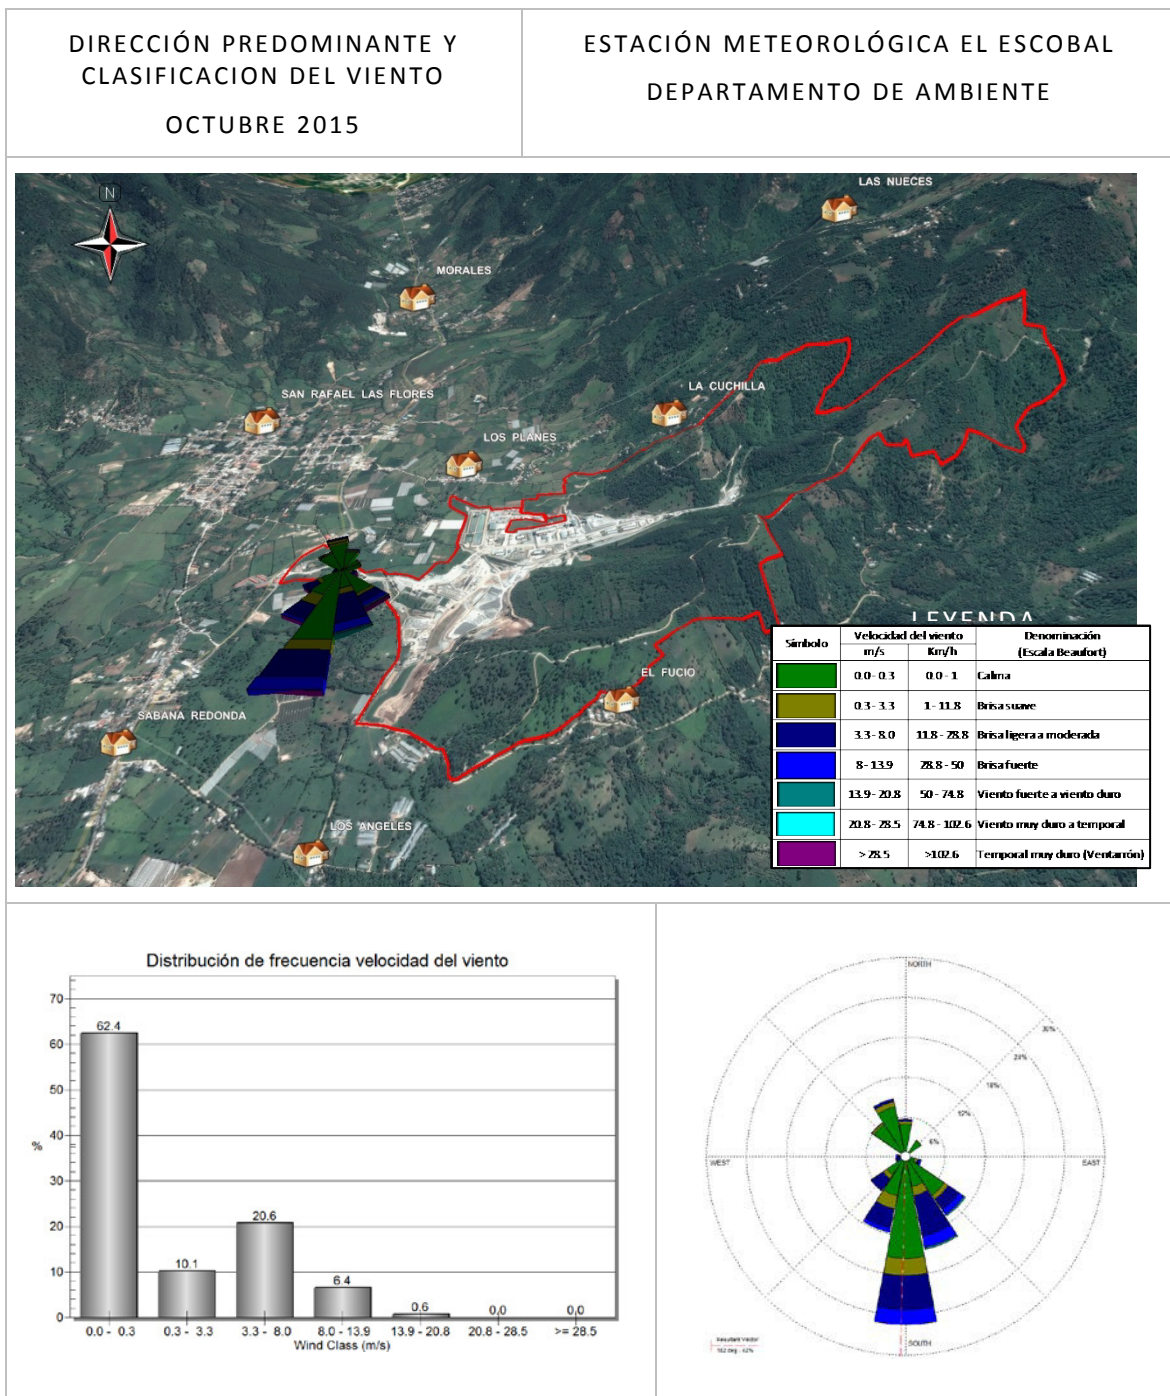 DIRECCIÓN PREDOMINANTE Y
CLASIFICACION DEL VIENTO
OCTUBRE 2015
ESTACIÓN METEOROLÓGICA EL ESCOBAL
DEPARTAMENTO DE AMBIENTE
N
LAS NUECES
MORALES
SAN RAFAEL LAS FLORES
LA CUCHILLA
LOS PLANES
EL FUCIO
SABANA REDONDA
LOS ANGELES
LEYENDA
Símbolo Velocidad del viento Denominación
m/s Km/h (Escala Beaufort)
0.0 - 0.3 0.0 - 1 Calma
0.3 - 3.3 1 - 11.8 Brisa suave
3.3 - 8.0 11.8 - 28.8 Brisa ligera a moderada
8 - 13.9 28.8 - 50 Brisa fuerte
13.9 - 20.8 50 - 74.8 Viento fuerte a viento duro
20.8 - 28.5 74.8 - 102.6 Viento muy duro a temporal
> 28.5 >102.6 Temporal muy duro (Ventarrón)
Distribución de frecuencia velocidad del viento
%
70
60
50
40
30
20
10
0
62.4
10.1
20.6
6.4
0.6
0.0
0.0
0.0 - 0.3 0.3 - 3.3 3.3 - 8.0 8.0 - 13.9 13.9 - 20.8 20.8 - 28.5 >= 28.5
Wind Class (m/s)
NORTH
30%
24%
18%
12%
6%
WEST
EAST
SOUTH
Resultant Vector
182 deg - 42%